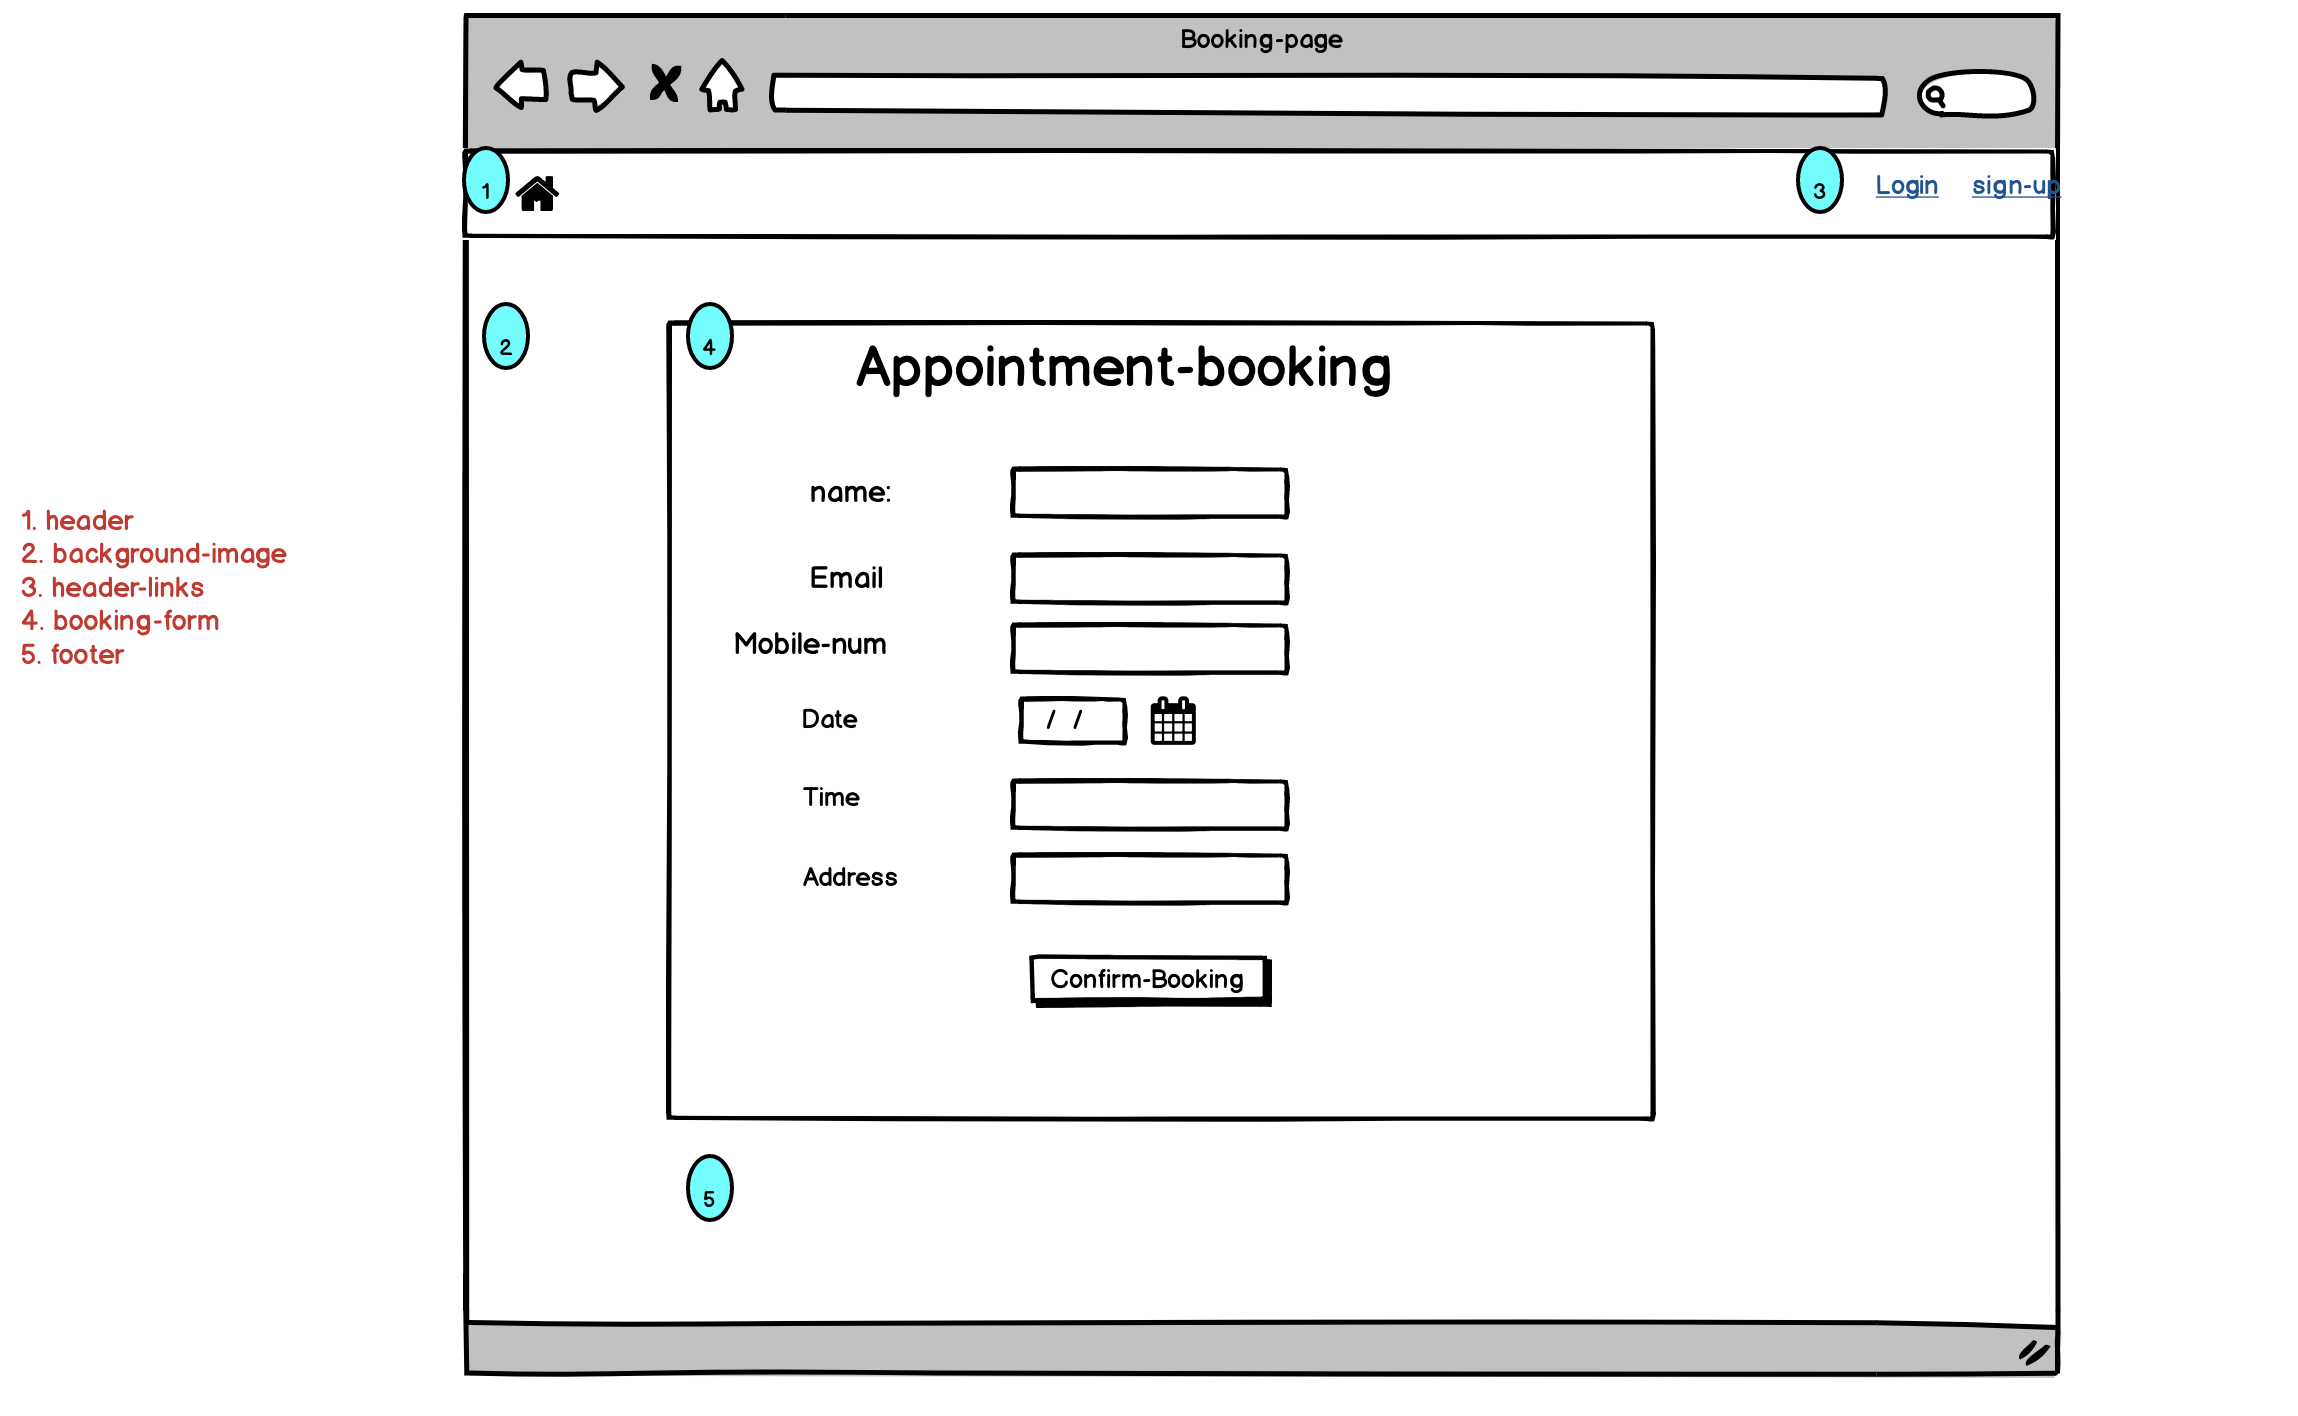 Booking-page
1
3
Login
sign-up
2
4
Appointment-booking
name:
Email
Mobile-num
Date
/ /
Time
Address
Confirm-Booking
5
1. header
2. background-image
3. header-links
4. booking-form
5. footer